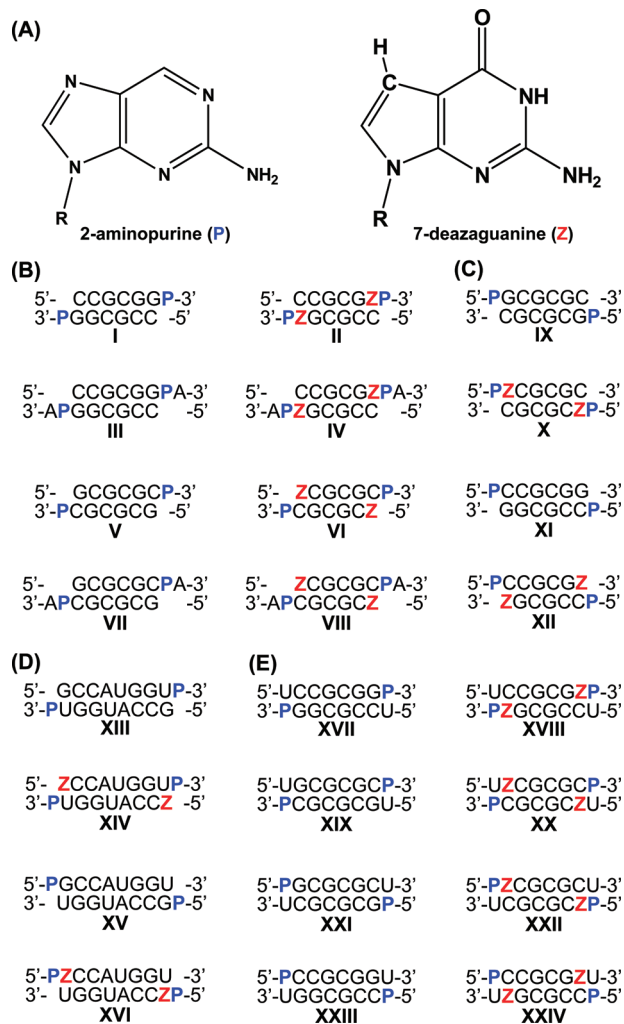 (A)
N N N N NH₂ R
2-aminopurine (P)
H C O NH N N NH₂ R
7-deazaguanine (Z)
(B)
5'- CCGCGGP-3'
3'-PGGCGCC -5'
I
5'- CCGCGZP-3'
3'-PZGCGCC -5'
II
5'- CCGCGGPA-3'
3'-APGGCGCC -5'
III
5'- CCGCGZPA-3'
3'-APZGCGCC -5'
IV
5'- GCGCGCP-3'
3'-PCGCGCG -5'
V
5'- ZCGCGCP-3'
3'-PCGCGCZ -5'
VI
5'- GCGCGCPA-3'
3'-APCGCGCG -5'
VII
5'- ZCGCGCPA-3'
3'-APCGCGCZ -5'
VIII
(C)
5'-PGCGCGC -3'
3'- CGCGCGP-5'
IX
5'-PZCGCGC -3'
3'- CGCGCZP-5'
X
5'-PCCGCGG -3'
3'- GGCGCCP-5'
XI
5'-PCCGCGZ -3'
3'- ZGCGCCP-5'
XII
(D)
5'- GCCAUGGUP-3'
3'-PUGGUACCG -5'
XIII
5'- ZCCAUGGUP-3'
3'-PUGGUACCZ -5'
XIV
5'-PGCCAUGGU -3'
3'- UGGUACCGP-5'
XV
5'-PZCCAUGGU -3'
3'- UGGUACCZP-5'
XVI
(E)
5'-UCCGCGGP-3'
3'-PGGCGCCU-5'
XVII
5'-UCCGCGZP-3'
3'-PZGCGCCU-5'
XVIII
5'-UGCGCGCP-3'
3'-PCGCGCGU-5'
XIX
5'-UZCGCGCP-3'
3'-PCGCGCZU-5'
XX
5'-PGCGCGCU-3'
3'-UCGCGCGP-5'
XXI
5'-PZCGCGCU-3'
3'-UCGCGCZP-5'
XXII
5'-PCCGCGGU-3'
3'-UGGCGCCP-5'
XXIII
5'-PCCGCGZU-3'
3'-UZGCGCCP-5'
XXIV